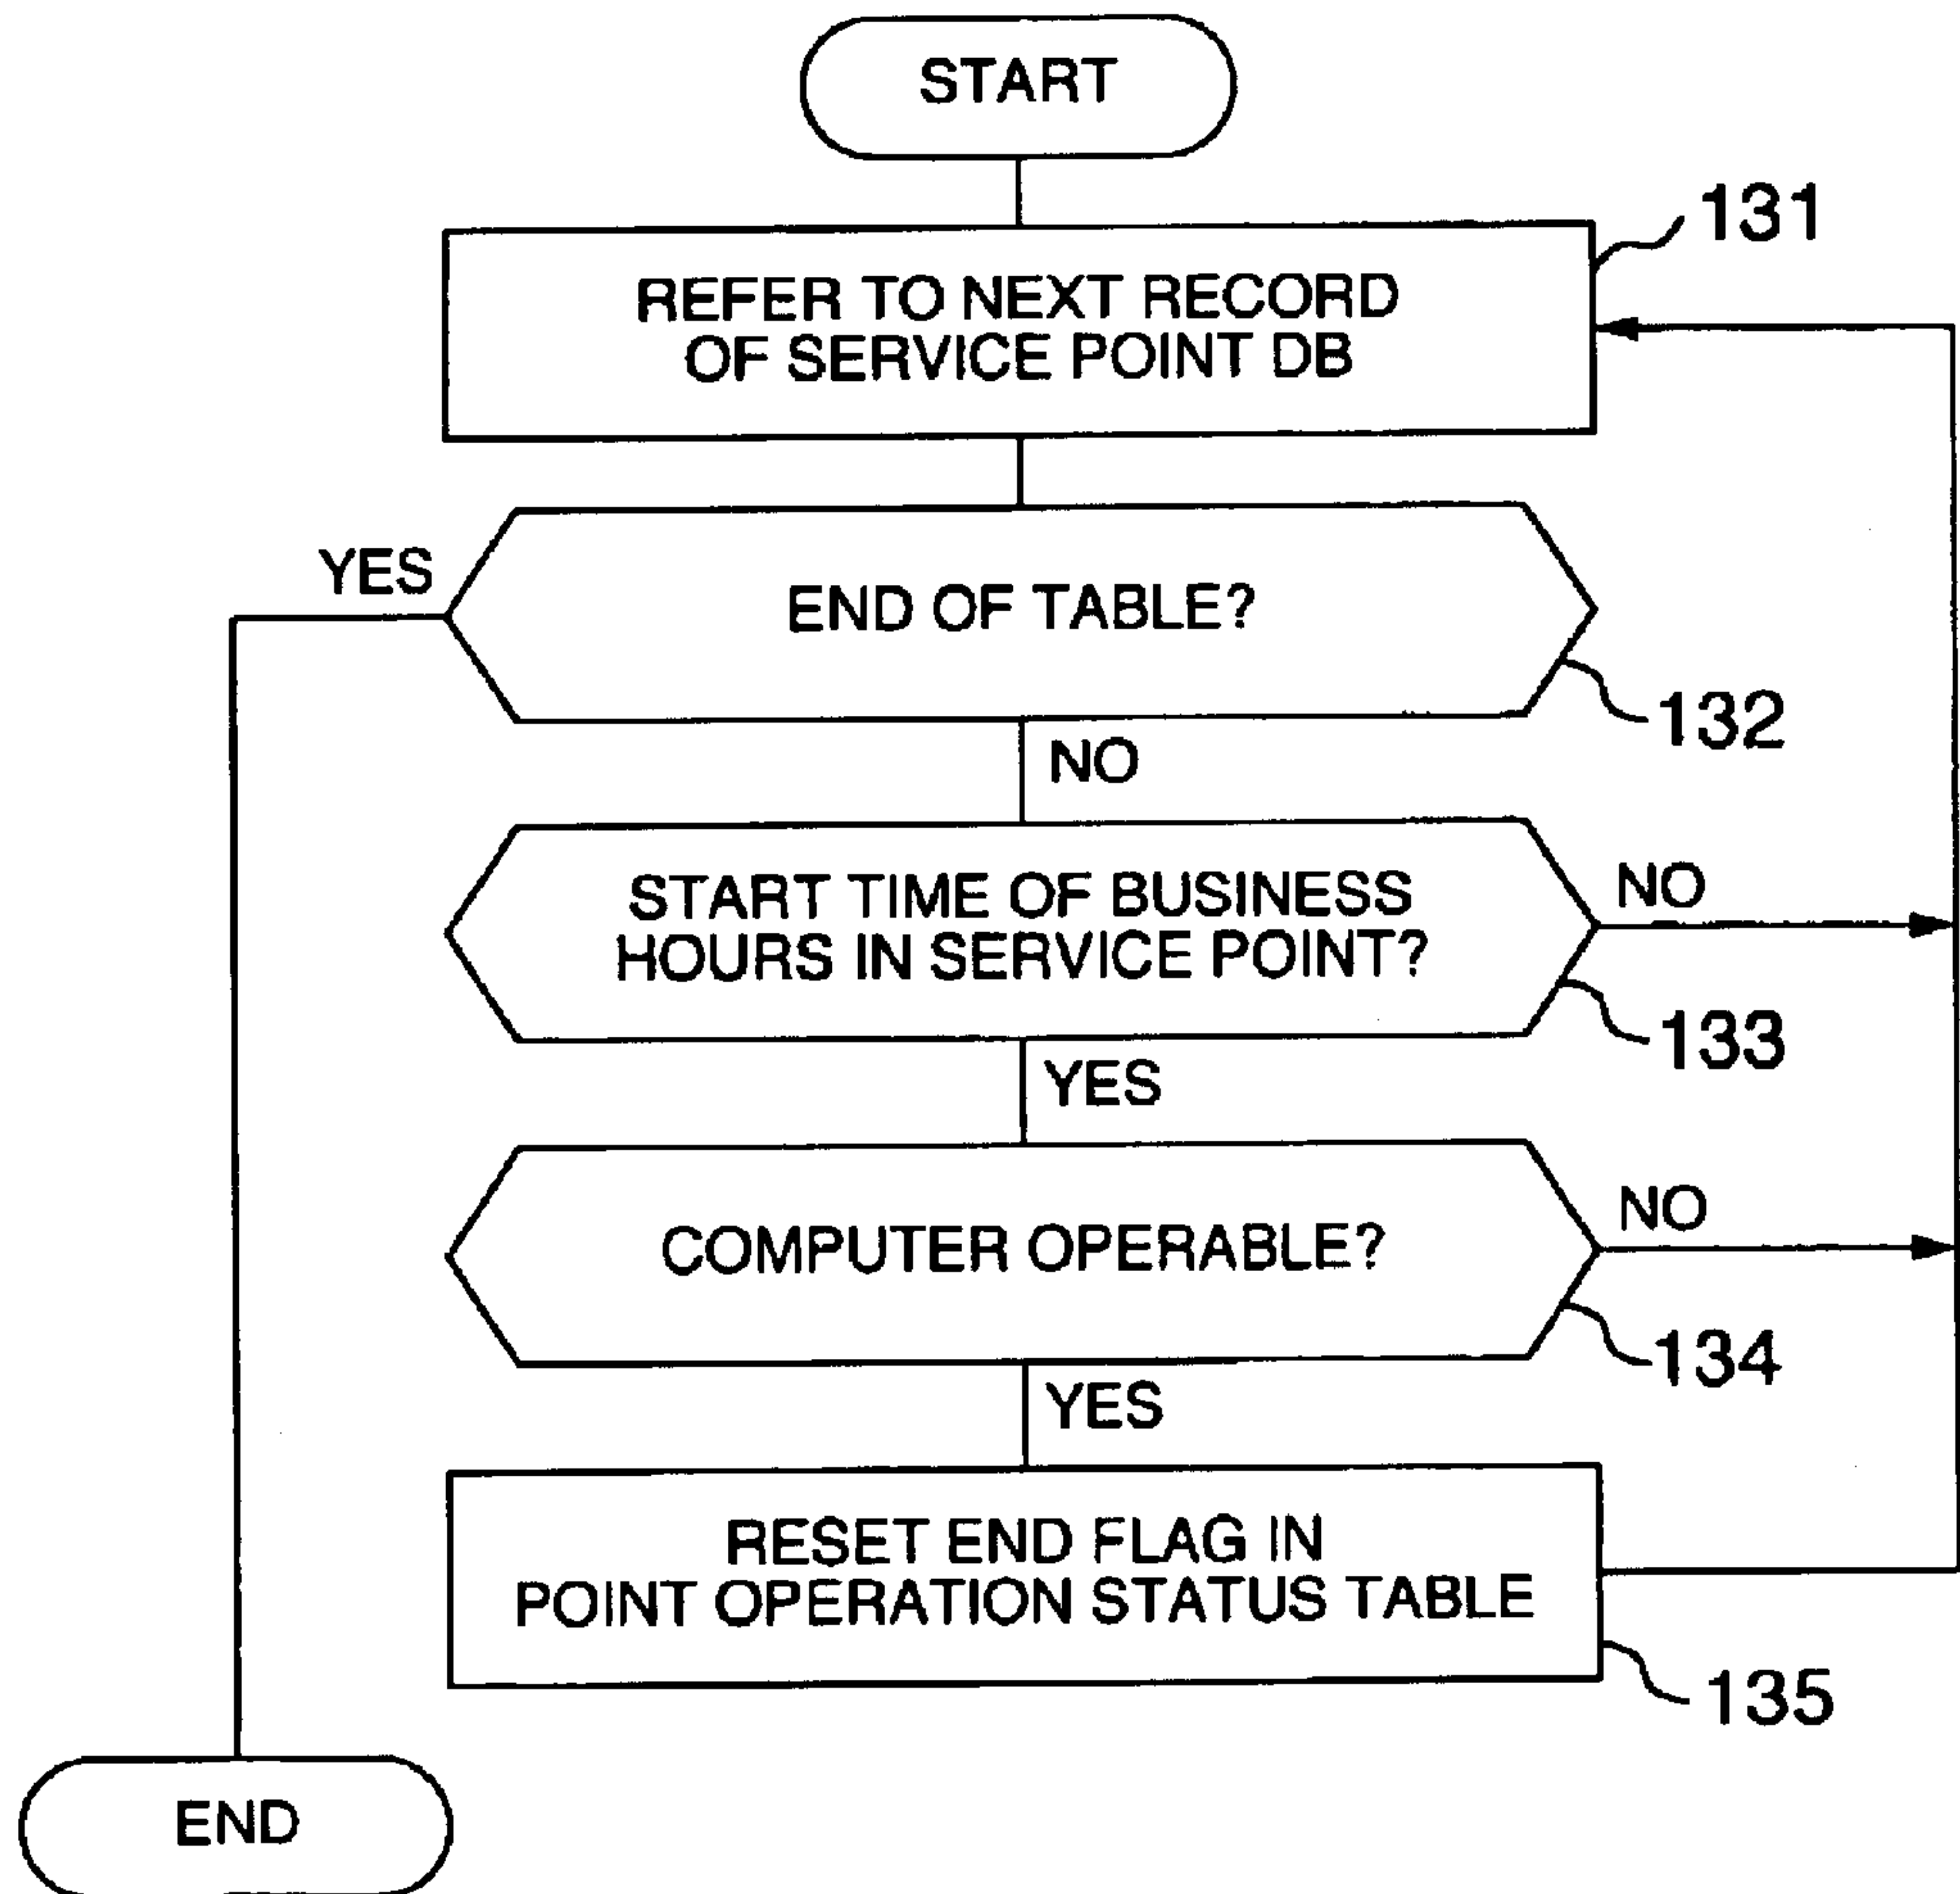 START
131
REFER TO NEXT RECORD
OF SERVICE POINT DB
YES
END OF TABLE?
132
NO
START TIME OF BUSINESS
HOURS IN SERVICE POINT?
NO
133
YES
COMPUTER OPERABLE?
NO
134
YES
RESET END FLAG IN
POINT OPERATION STATUS TABLE
135
END